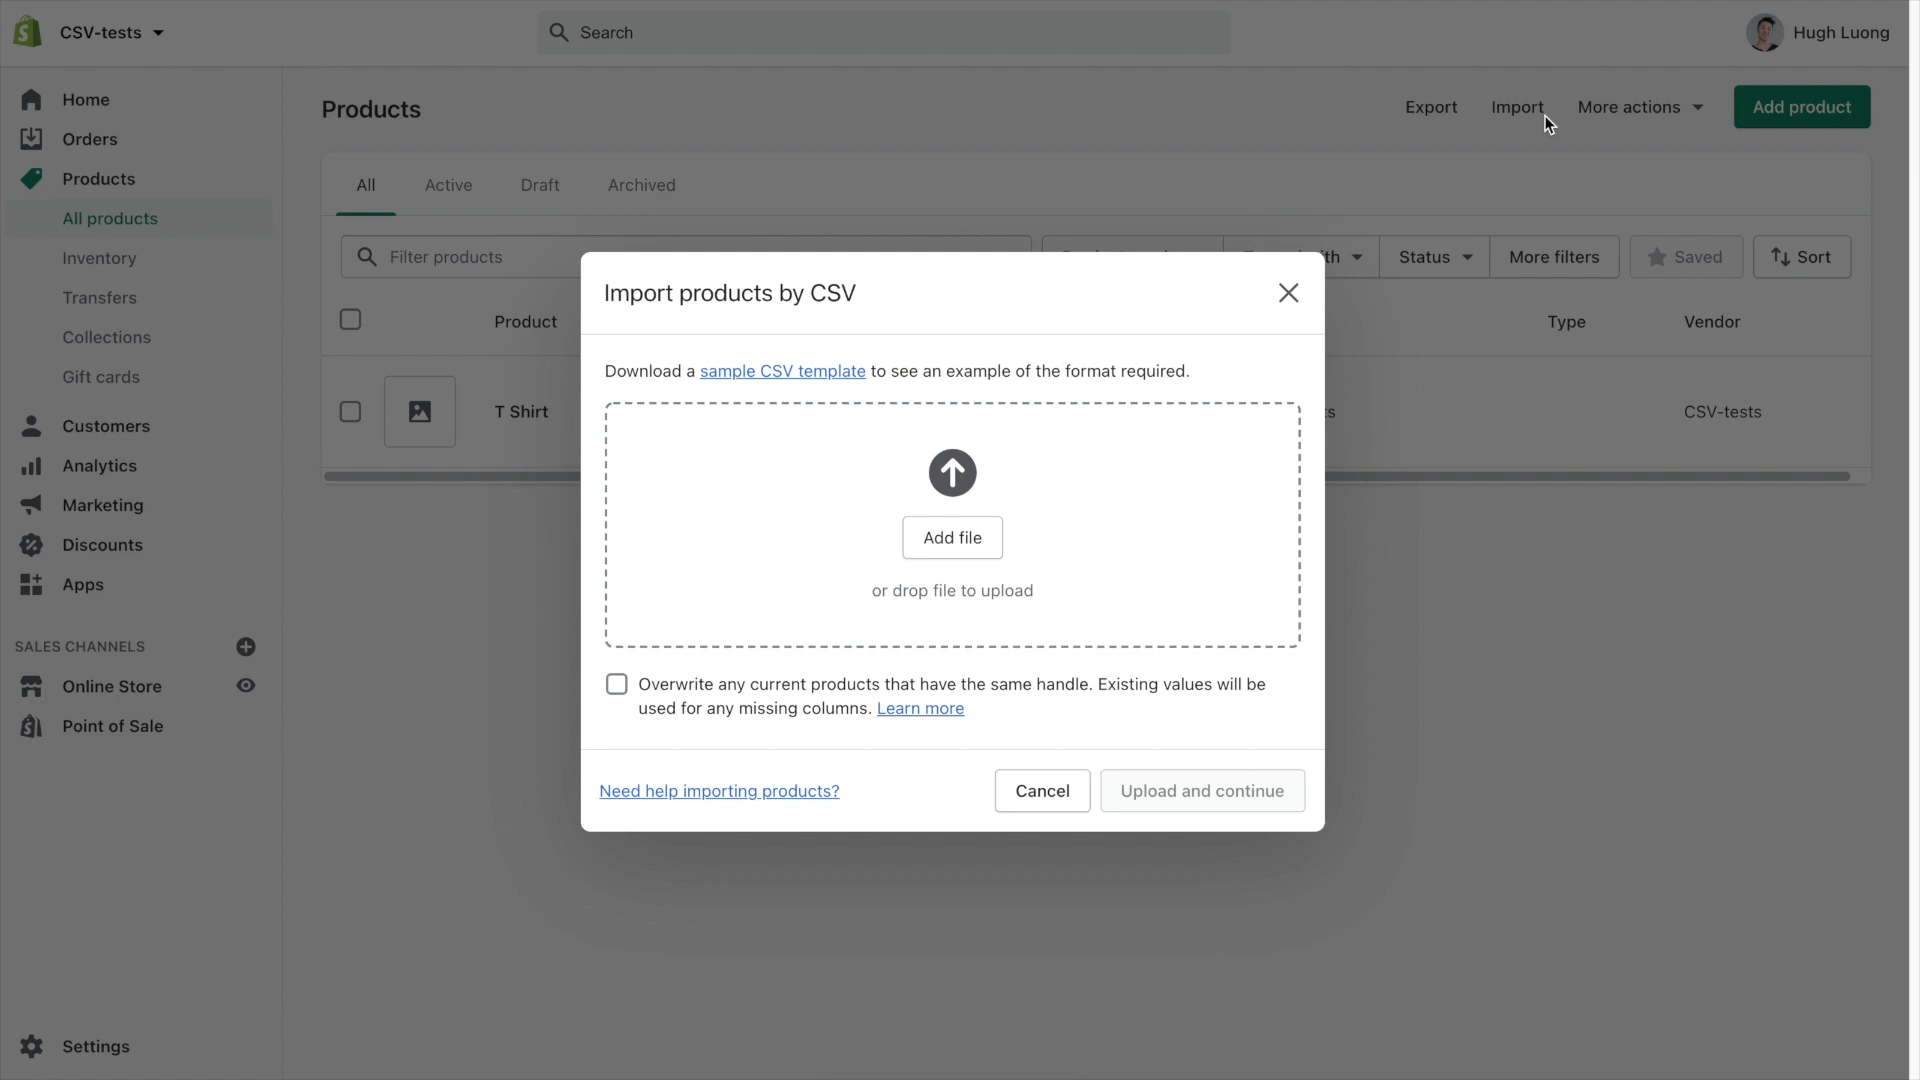 CSV-tests
Search
Hugh Luong
Home
Orders
Products
All products
Inventory
Transfers
Collections
Gift cards
Customers
Analytics
Marketing
Discounts
Apps
SALES CHANNELS
Online Store
Point of Sale
Settings
Products
Export
Import
More actions
Add product
All
Active
Draft
Archived
Filter products
Status
More filters
Saved
Sort
Product
Type
Vendor
T Shirt
CSV-tests
Import products by CSV
Download a sample CSV template to see an example of the format required.
Add file
or drop file to upload
Overwrite any current products that have the same handle. Existing values will be
used for any missing columns. Learn more
Need help importing products?
Cancel
Upload and continue